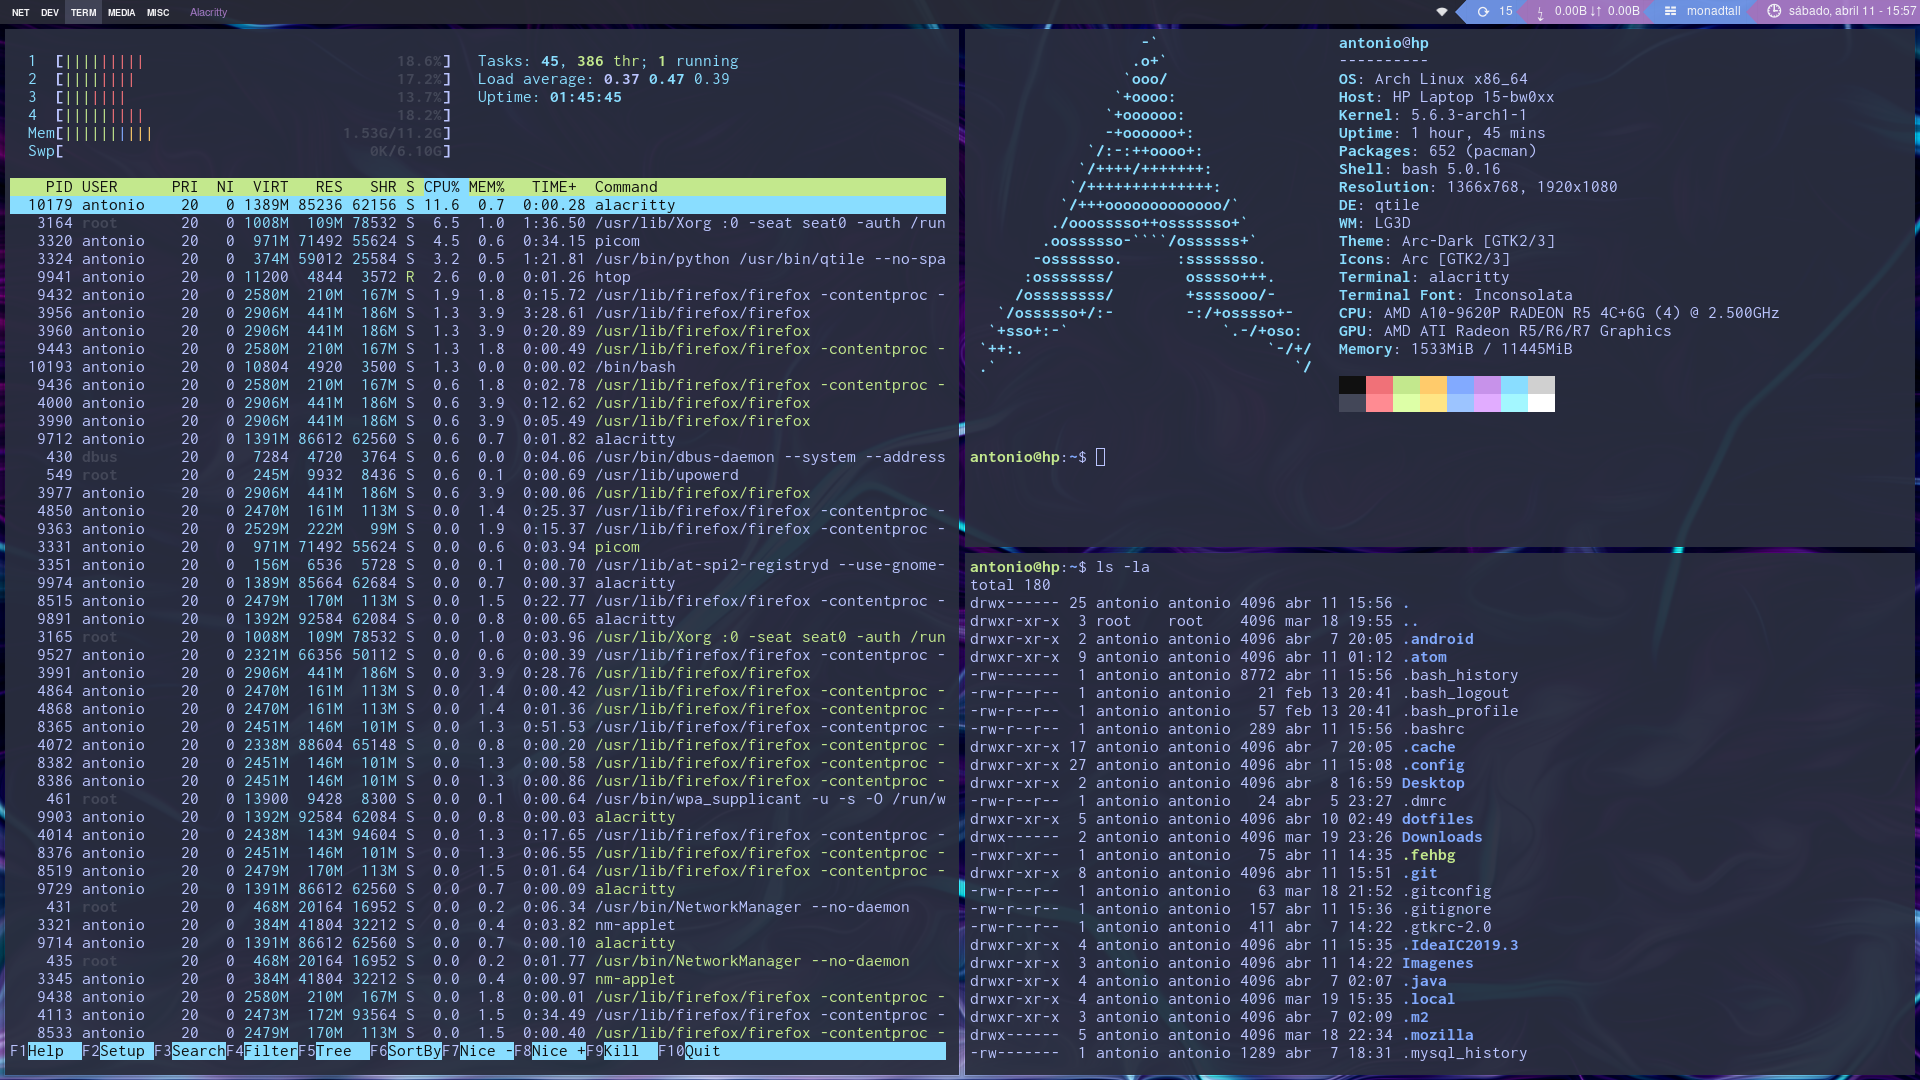 NET DEV TERM MEDIA MISC Alacritty
15 0.00B ↓↑ 0.00B monadtall sábado, abril 11 - 15:57
1 [||||||||| 18.6%] Tasks: 45, 386 thr; 1 running
2 [|||||||| 17.2%] Load average: 0.37 0.47 0.39
3 [||||||| 13.7%] Uptime: 01:45:45
4 [||||||||| 18.2%]
Mem[|||||||||| 1.53G/11.2G]
Swp[ 0K/6.10G]
PID USER PRI NI VIRT RES SHR S CPU% MEM% TIME+ Command
10179 antonio 20 0 1389M 85236 62156 S 11.6 0.7 0:00.28 alacritty
3164 root 20 0 1008M 109M 78532 S 6.5 1.0 1:36.50 /usr/lib/Xorg :0 -seat seat0 -auth /run
3320 antonio 20 0 971M 71492 55624 S 4.5 0.6 0:34.15 picom
3324 antonio 20 0 374M 59012 25584 S 3.2 0.5 1:21.81 /usr/bin/python /usr/bin/qtile --no-spa
9941 antonio 20 0 11200 4844 3572 R 2.6 0.0 0:01.26 htop
9432 antonio 20 0 2580M 210M 167M S 1.9 1.8 0:15.72 /usr/lib/firefox/firefox -contentproc -
3956 antonio 20 0 2906M 441M 186M S 1.3 3.9 3:28.61 /usr/lib/firefox/firefox
3960 antonio 20 0 2906M 441M 186M S 1.3 3.9 0:20.89 /usr/lib/firefox/firefox
9443 antonio 20 0 2580M 210M 167M S 1.3 1.8 0:00.49 /usr/lib/firefox/firefox -contentproc -
10193 antonio 20 0 10804 4920 3500 S 1.3 0.0 0:00.02 /bin/bash
9436 antonio 20 0 2580M 210M 167M S 0.6 1.8 0:02.78 /usr/lib/firefox/firefox -contentproc -
4000 antonio 20 0 2906M 441M 186M S 0.6 3.9 0:12.62 /usr/lib/firefox/firefox
3990 antonio 20 0 2906M 441M 186M S 0.6 3.9 0:05.49 /usr/lib/firefox/firefox
9712 antonio 20 0 1391M 86612 62560 S 0.6 0.7 0:01.82 alacritty
430 dbus 20 0 7284 4720 3764 S 0.6 0.0 0:04.06 /usr/bin/dbus-daemon --system --address
549 root 20 0 245M 9932 8436 S 0.6 0.1 0:00.69 /usr/lib/upowerd
3977 antonio 20 0 2906M 441M 186M S 0.6 3.9 0:00.06 /usr/lib/firefox/firefox
4850 antonio 20 0 2470M 161M 113M S 0.0 1.4 0:25.37 /usr/lib/firefox/firefox -contentproc -
9363 antonio 20 0 2529M 222M 99M S 0.0 1.9 0:15.37 /usr/lib/firefox/firefox -contentproc -
3331 antonio 20 0 971M 71492 55624 S 0.0 0.6 0:03.94 picom
3351 antonio 20 0 156M 6536 5728 S 0.0 0.1 0:00.70 /usr/lib/at-spi2-registryd --use-gnome-
9974 antonio 20 0 1389M 85664 62684 S 0.0 0.7 0:00.37 alacritty
8515 antonio 20 0 2479M 170M 113M S 0.0 1.5 0:22.77 /usr/lib/firefox/firefox -contentproc -
9891 antonio 20 0 1392M 92584 62084 S 0.0 0.8 0:00.65 alacritty
3165 root 20 0 1008M 109M 78532 S 0.0 1.0 0:03.96 /usr/lib/Xorg :0 -seat seat0 -auth /run
9527 antonio 20 0 2321M 66356 50112 S 0.0 0.6 0:00.39 /usr/lib/firefox/firefox -contentproc -
3991 antonio 20 0 2906M 441M 186M S 0.0 3.9 0:28.76 /usr/lib/firefox/firefox
4864 antonio 20 0 2470M 161M 113M S 0.0 1.4 0:00.42 /usr/lib/firefox/firefox -contentproc -
4868 antonio 20 0 2470M 161M 113M S 0.0 1.4 0:01.36 /usr/lib/firefox/firefox -contentproc -
8365 antonio 20 0 2451M 146M 101M S 0.0 1.3 0:51.53 /usr/lib/firefox/firefox -contentproc -
4072 antonio 20 0 2338M 88604 65148 S 0.0 0.8 0:00.20 /usr/lib/firefox/firefox -contentproc -
8382 antonio 20 0 2451M 146M 101M S 0.0 1.3 0:00.58 /usr/lib/firefox/firefox -contentproc -
8386 antonio 20 0 2451M 146M 101M S 0.0 1.3 0:00.86 /usr/lib/firefox/firefox -contentproc -
461 root 20 0 13900 9428 8300 S 0.0 0.1 0:00.64 /usr/bin/wpa_supplicant -u -s -O /run/w
9903 antonio 20 0 1392M 92584 62084 S 0.0 0.8 0:00.03 alacritty
4014 antonio 20 0 2438M 143M 94604 S 0.0 1.3 0:17.65 /usr/lib/firefox/firefox -contentproc -
8376 antonio 20 0 2451M 146M 101M S 0.0 1.3 0:06.55 /usr/lib/firefox/firefox -contentproc -
8519 antonio 20 0 2479M 170M 113M S 0.0 1.5 0:01.64 /usr/lib/firefox/firefox -contentproc -
9729 antonio 20 0 1391M 86612 62560 S 0.0 0.7 0:00.09 alacritty
431 root 20 0 468M 20164 16952 S 0.0 0.2 0:06.34 /usr/bin/NetworkManager --no-daemon
3321 antonio 20 0 384M 41804 32212 S 0.0 0.4 0:03.82 nm-applet
9714 antonio 20 0 1391M 86612 62560 S 0.0 0.7 0:00.10 alacritty
435 root 20 0 468M 20164 16952 S 0.0 0.2 0:01.77 /usr/bin/NetworkManager --no-daemon
3345 antonio 20 0 384M 41804 32212 S 0.0 0.4 0:00.97 nm-applet
9438 antonio 20 0 2580M 210M 167M S 0.0 1.8 0:00.01 /usr/lib/firefox/firefox -contentproc -
4113 antonio 20 0 2473M 172M 93564 S 0.0 1.5 0:34.49 /usr/lib/firefox/firefox -contentproc -
8533 antonio 20 0 2479M 170M 113M S 0.0 1.5 0:00.40 /usr/lib/firefox/firefox -contentproc -
F1Help F2Setup F3SearchF4FilterF5Tree F6SortByF7Nice -F8Nice +F9Kill F10Quit
-` antonio@hp
.o+` ----------
`ooo/ OS: Arch Linux x86_64
`+oooo: Host: HP Laptop 15-bw0xx
`+oooooo: Kernel: 5.6.3-arch1-1
-+oooooo+: Uptime: 1 hour, 45 mins
`/:-:++oooo+: Packages: 652 (pacman)
`/++++/+++++++: Shell: bash 5.0.16
`/++++++++++++++: Resolution: 1366x768, 1920x1080
`/+++ooooooooooooo/` DE: qtile
./ooosssso++osssssso+` WM: LG3D
.oossssso-````/ossssss+` Theme: Arc-Dark [GTK2/3]
-osssssso. :ssssssso. Icons: Arc [GTK2/3]
:osssssss/ osssso+++. Terminal: alacritty
/ossssssss/ +ssssooo/- Terminal Font: Inconsolata
`/ossssso+/:- -:/+osssso+- CPU: AMD A10-9620P RADEON R5 4C+6G (4) @ 2.500GHz
`+sso+:-` `.-/+oso: GPU: AMD ATI Radeon R5/R6/R7 Graphics
`++:. `-/+/ Memory: 1533MiB / 11445MiB
.` `/
antonio@hp:~$
antonio@hp:~$ ls -la
total 180
drwx------ 25 antonio antonio 4096 abr 11 15:56 .
drwxr-xr-x 3 root root 4096 mar 18 19:55 ..
drwxr-xr-x 2 antonio antonio 4096 abr 7 20:05 .android
drwxr-xr-x 9 antonio antonio 4096 abr 11 01:12 .atom
-rw------- 1 antonio antonio 8772 abr 11 15:56 .bash_history
-rw-r--r-- 1 antonio antonio 21 feb 13 20:41 .bash_logout
-rw-r--r-- 1 antonio antonio 57 feb 13 20:41 .bash_profile
-rw-r--r-- 1 antonio antonio 289 abr 11 15:56 .bashrc
drwxr-xr-x 17 antonio antonio 4096 abr 7 20:05 .cache
drwxr-xr-x 27 antonio antonio 4096 abr 11 15:08 .config
drwxr-xr-x 2 antonio antonio 4096 abr 8 16:59 Desktop
-rw-r--r-- 1 antonio antonio 24 abr 5 23:27 .dmrc
drwxr-xr-x 5 antonio antonio 4096 abr 10 02:49 dotfiles
drwx------ 2 antonio antonio 4096 mar 19 23:26 Downloads
-rwxr-xr-- 1 antonio antonio 75 abr 11 14:35 .fehbg
drwxr-xr-x 8 antonio antonio 4096 abr 11 15:51 .git
-rw-r--r-- 1 antonio antonio 63 mar 18 21:52 .gitconfig
-rw-r--r-- 1 antonio antonio 157 abr 11 15:36 .gitignore
-rw-r--r-- 1 antonio antonio 411 abr 7 14:22 .gtkrc-2.0
drwxr-xr-x 4 antonio antonio 4096 abr 11 15:35 .IdeaIC2019.3
drwxr-xr-x 3 antonio antonio 4096 abr 11 14:22 Imagenes
drwxr-xr-x 4 antonio antonio 4096 abr 7 02:07 .java
drwxr-xr-x 4 antonio antonio 4096 mar 19 15:35 .local
drwxr-xr-x 3 antonio antonio 4096 abr 7 02:09 .m2
drwx------ 5 antonio antonio 4096 mar 18 22:34 .mozilla
-rw------- 1 antonio antonio 1289 abr 7 18:31 .mysql_history